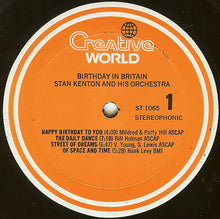 Creative
WORLD
BIRTHDAY IN BRITAIN
STAN KENTON AND HIS ORCHESTRA
ST 1065
1
STEREOPHONIC
HAPPY BIRTHDAY TO YOU (4:09) Mildred & Patty Hill ASCAP
THE DAILY DANCE (7:10) Bill Holman ASCAP
STREET OF DREAMS (6:47) V. Young, S. Lewis ASCAP
OF SPACE AND TIME (5:28) Hank Levy BMI